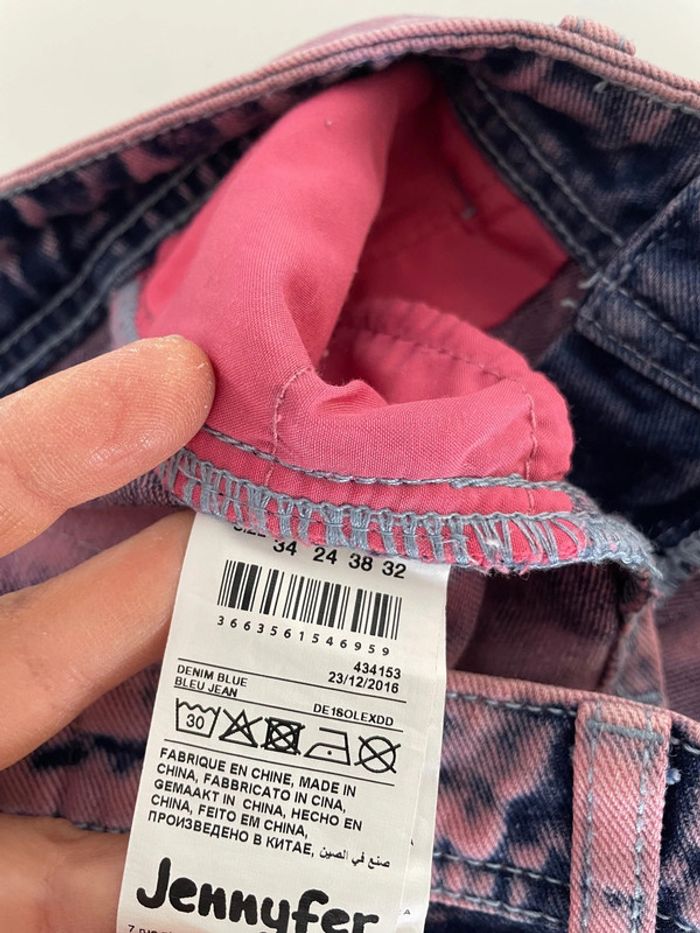 34 24 38 32
3663561546959
434153
23/12/2016
DENIM BLUE
BLEU JEAN
DE1SOLEXDD
30
FABRIQUE EN CHINE, MADE IN
CHINA, FABBRICATO IN CINA,
GEMAAKT IN CHINA, HECHO EN
CHINA, FEITO EM CHINA,
ПРОИЗВЕДЕНО В КИТАЕ, صنع في الصين
Jennyfer
A
A